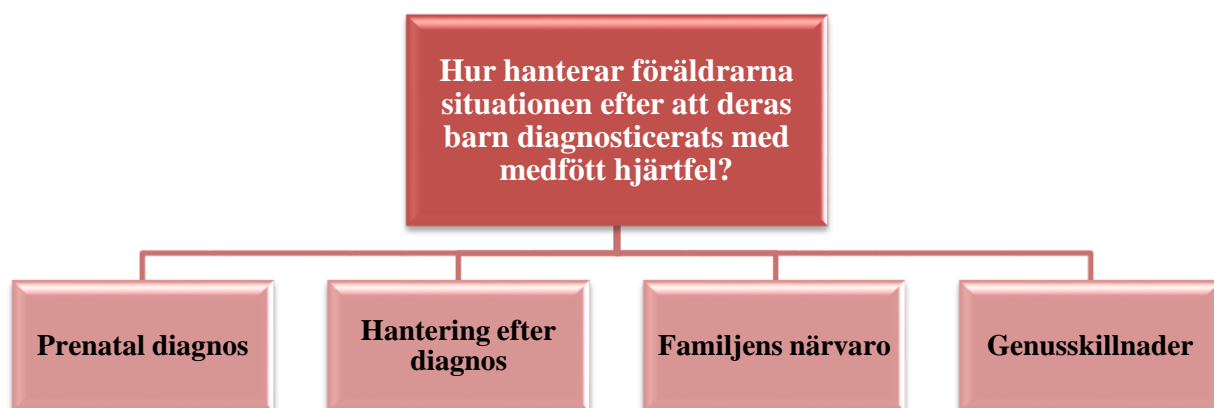 Hur hanterar föräldrarna
situationen efter att deras
barn diagnosticerats med
medfött hjärtfel?
Prenatal diagnos
Hantering efter
diagnos
Familjens närvaro
Genusskillnader